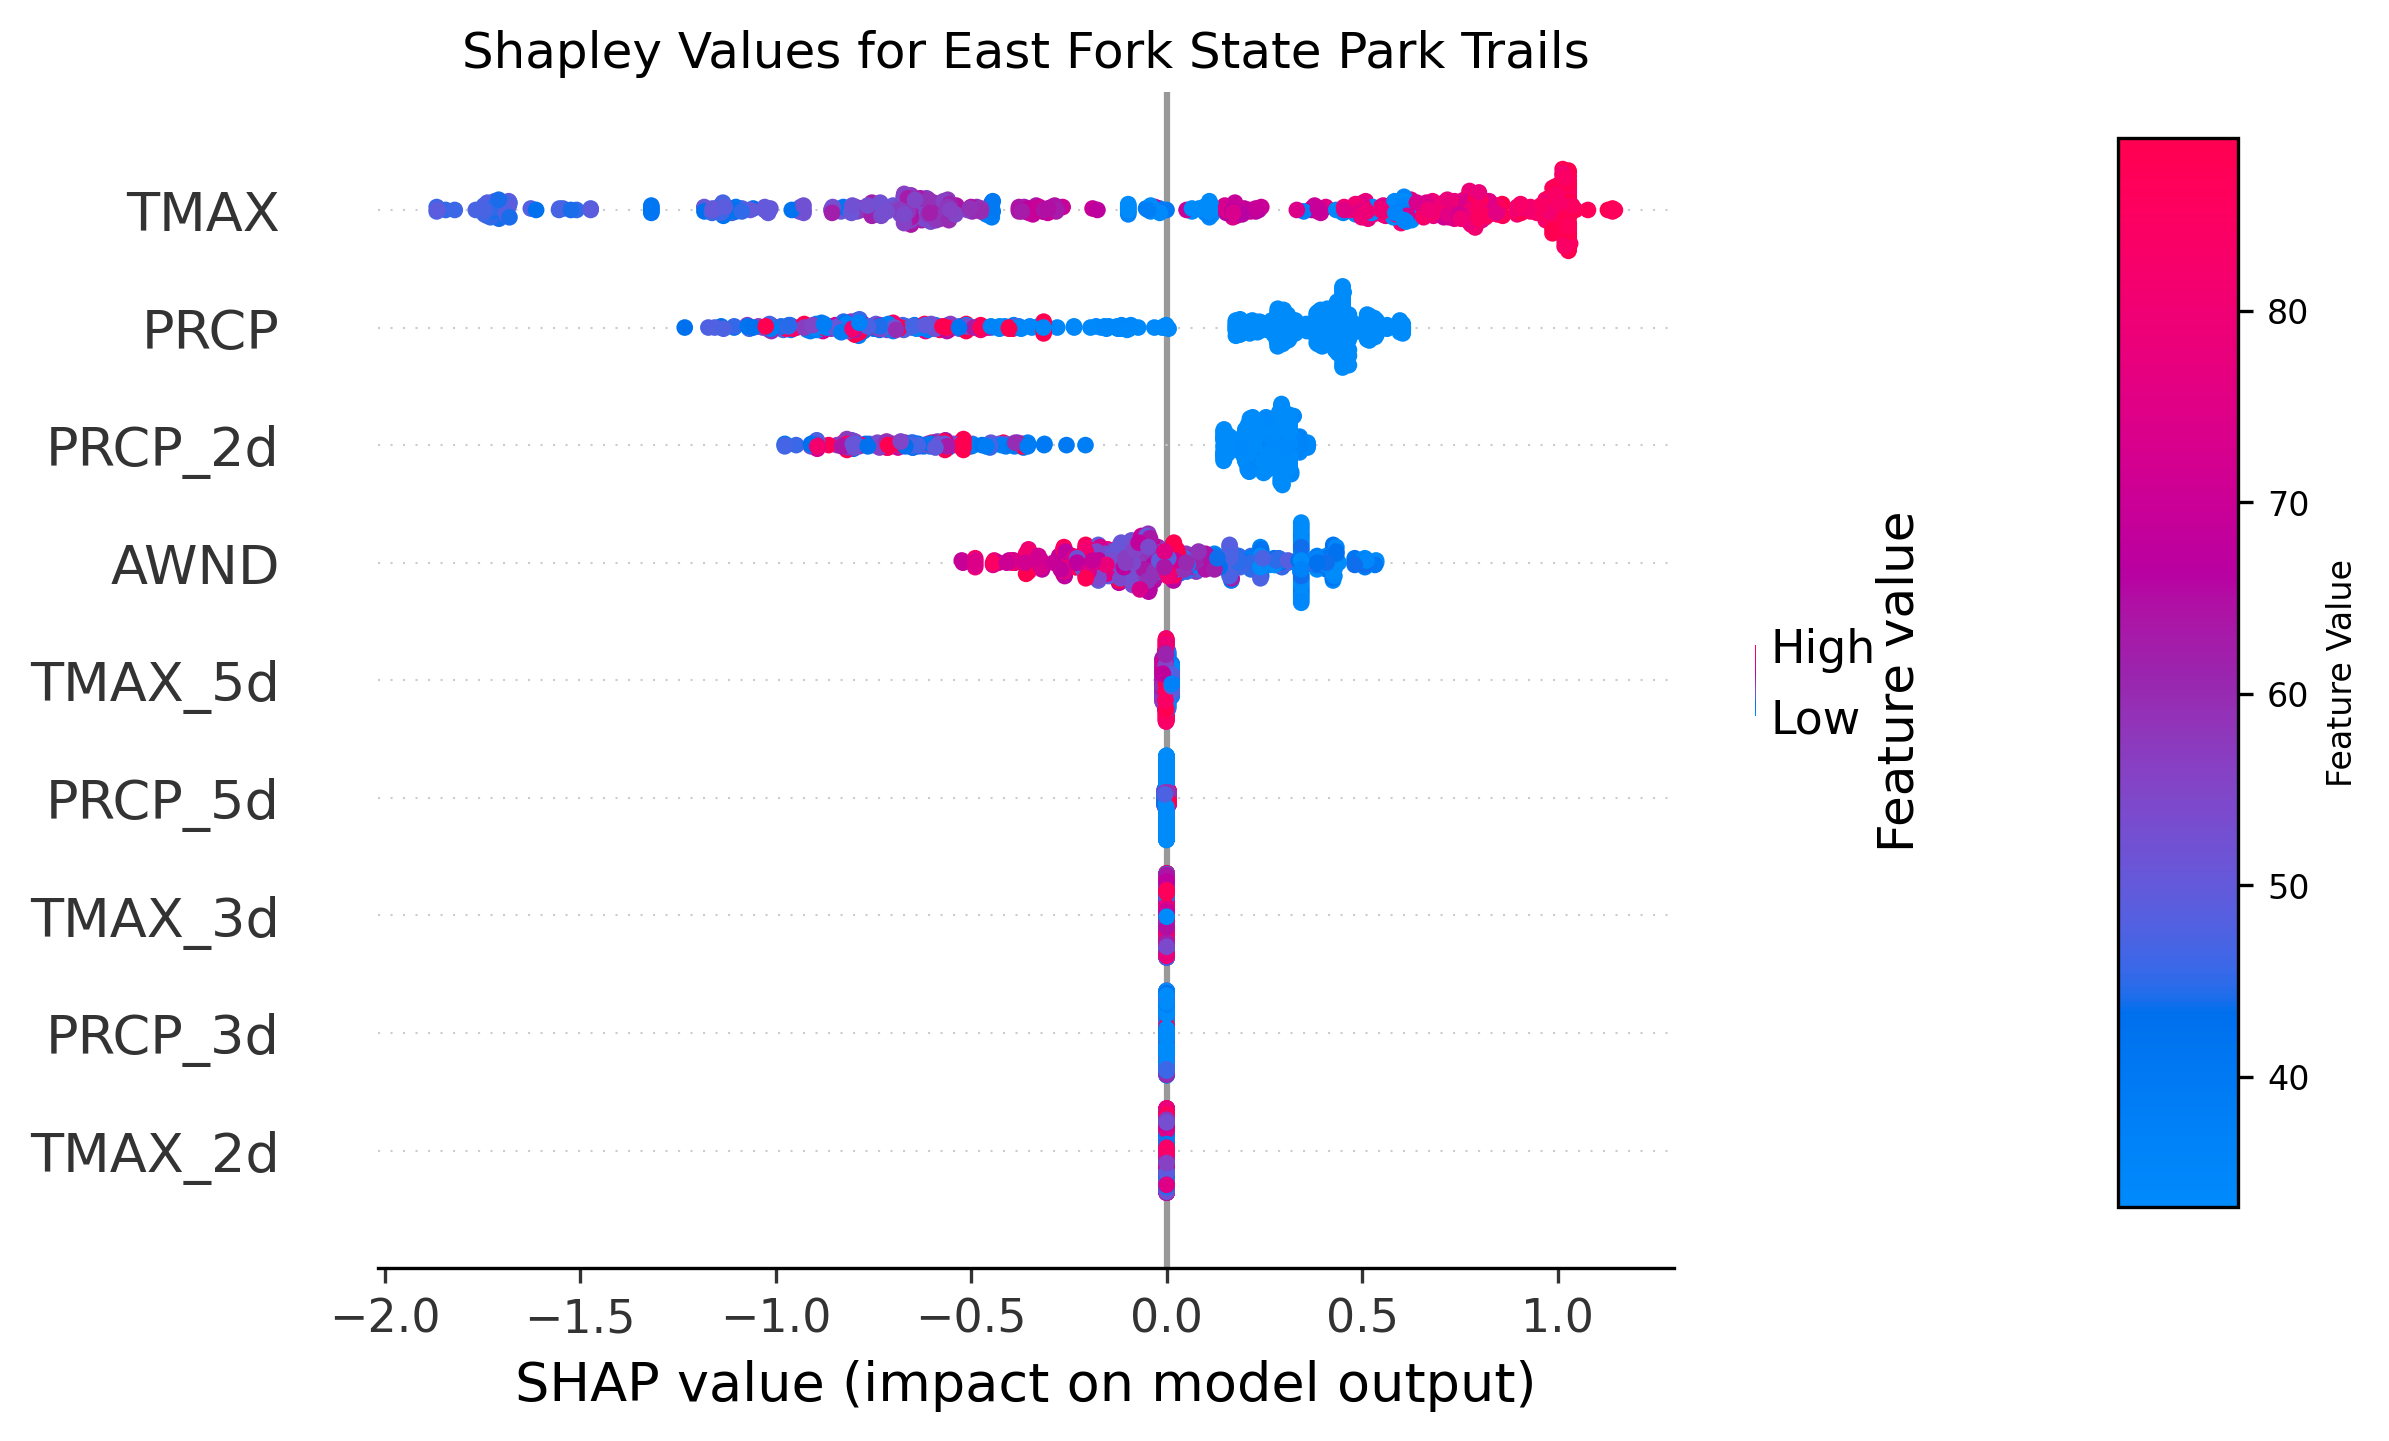 Shapley Values for East Fork State Park Trails
TMAX
PRCP
PRCP_2d
AWND
TMAX_5d
PRCP_5d
TMAX_3d
PRCP_3d
TMAX_2d
−2.0
−1.5
−1.0
−0.5
0.0
0.5
1.0
SHAP value (impact on model output)
High
Low
Feature value
80
70
60
50
40
Feature Value